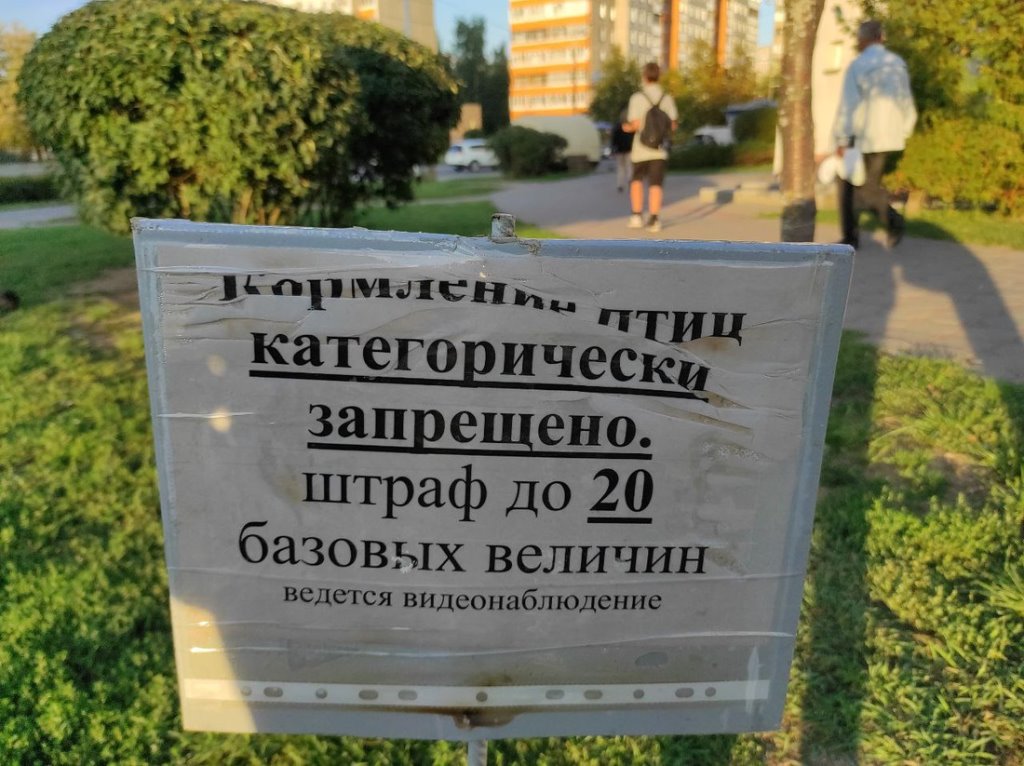 Кормление птиц
категорически
запрещено.
штраф до 20
базовых величин
ведется видеонаблюдение